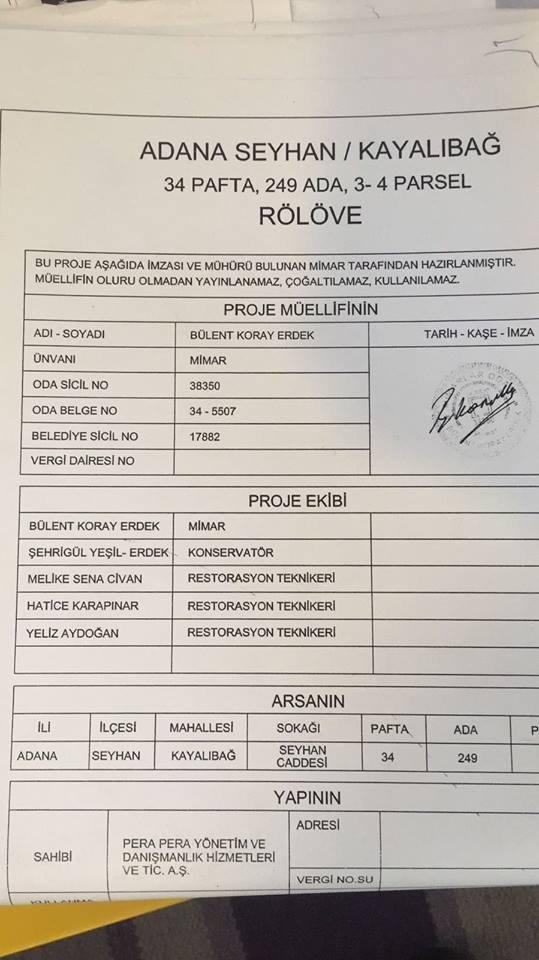 ADANA SEYHAN / KAYALIBAĞ
34 PAFTA, 249 ADA, 3- 4 PARSEL
RÖLÖVE
BU PROJE AŞAĞIDA İMZASI VE MÜHÜRÜ BULUNAN MİMAR TARAFINDAN HAZIRLANMIŞTIR.
MÜELLİFİN OLURU OLMADAN YAYINLANAMAZ, ÇOĞALTILAMAZ, KULLANILAMAZ.
PROJE MÜELLİFİNİN
ADI - SOYADI BÜLENT KORAY ERDEK TARİH - KAŞE - İMZA
ÜNVANI MİMAR
ODA SİCİL NO 38350
ODA BELGE NO 34 - 5507
BELEDİYE SİCİL NO 17882
VERGİ DAİRESİ NO
PROJE EKİBİ
BÜLENT KORAY ERDEK MİMAR
ŞEHRİGÜL YEŞİL- ERDEK KONSERVATÖR
MELİKE SENA CİVAN RESTORASYON TEKNİKERİ
HATİCE KARAPINAR RESTORASYON TEKNİKERİ
YELİZ AYDOĞAN RESTORASYON TEKNİKERİ
ARSANIN
İLİ İLÇESİ MAHALLESİ SOKAĞI PAFTA ADA P
ADANA SEYHAN KAYALIBAĞ SEYHAN CADDESİ 34 249
YAPININ
SAHİBİ
PERA PERA YÖNETİM VE
DANIŞMANLIK HİZMETLERİ
VE TİC. A.Ş.
ADRESİ
VERGİ NO.SU